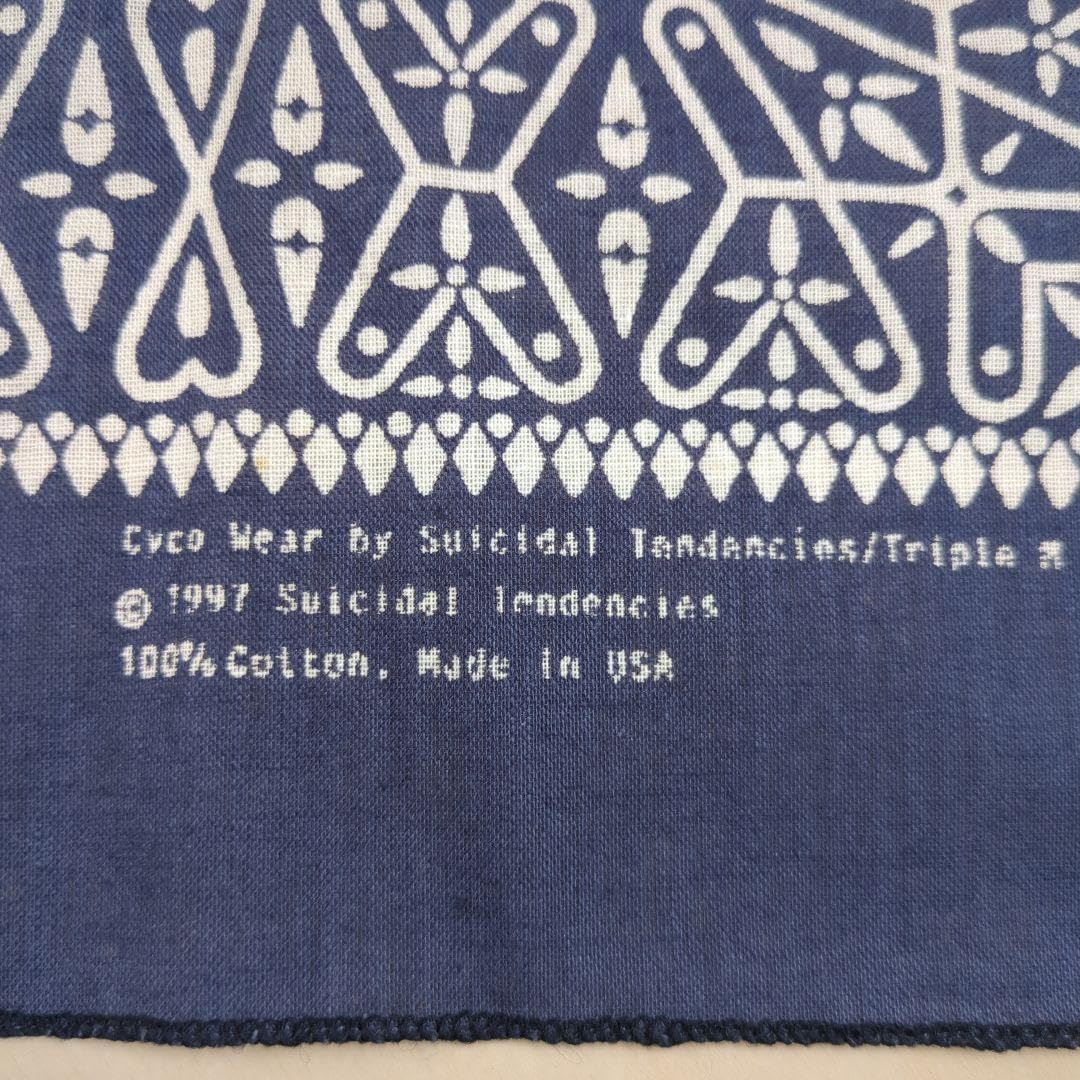 Cyco Wear by Suicidal Tendencies/Triple R
© 1997 Suicidal Tendencies
100% Cotton. Made in USA